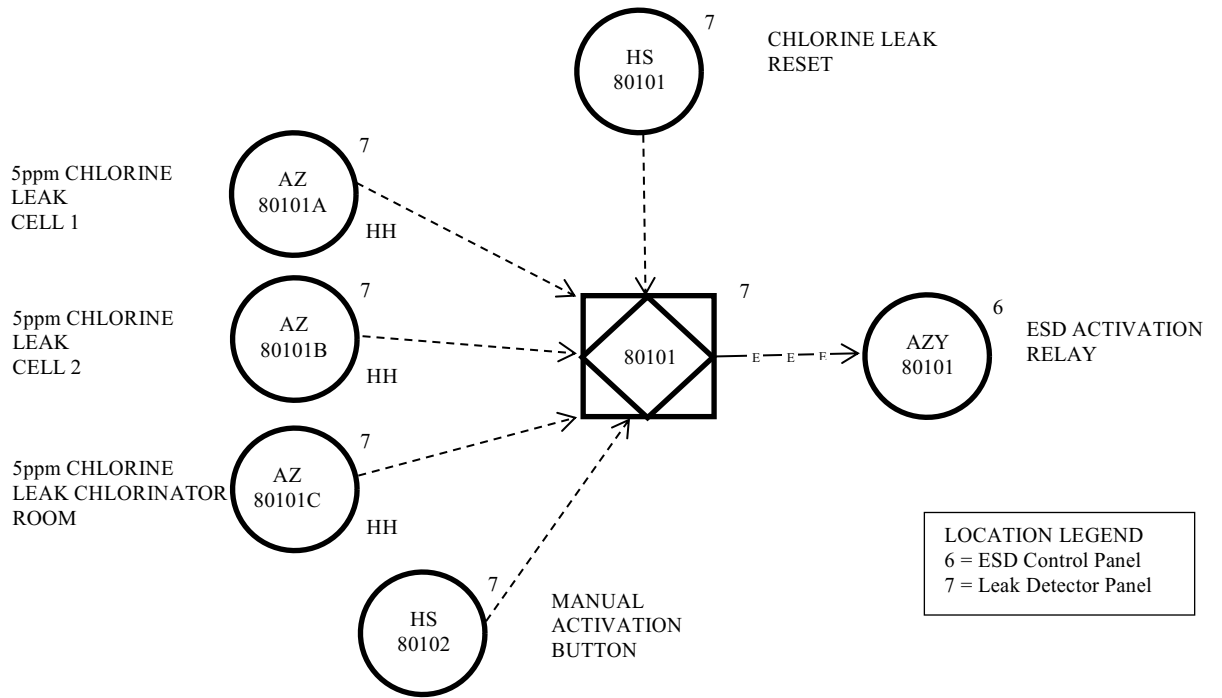 7
HS
80101
CHLORINE LEAK
RESET
5ppm CHLORINE
LEAK
CELL 1
7
AZ
80101A
HH
5ppm CHLORINE
LEAK
CELL 2
7
AZ
80101B
HH
5ppm CHLORINE
LEAK CHLORINATOR
ROOM
7
AZ
80101C
HH
7
HS
80102
MANUAL
ACTIVATION
BUTTON
7
80101
E E E
6
AZY
80101
ESD ACTIVATION
RELAY
LOCATION LEGEND
6 = ESD Control Panel
7 = Leak Detector Panel